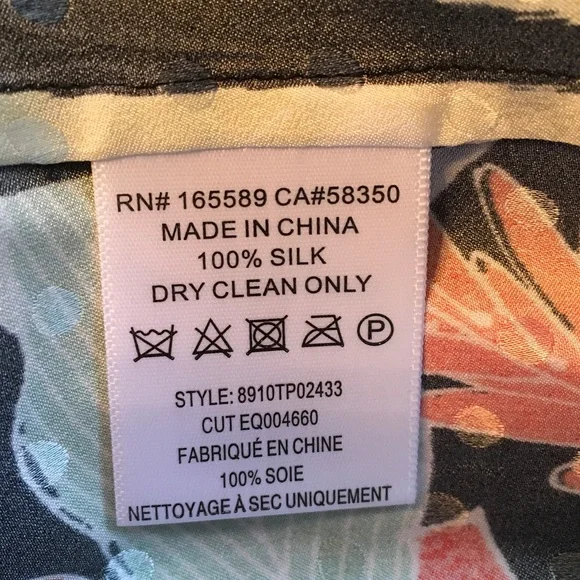 RN# 165589 CA#58350
MADE IN CHINA
100% SILK
DRY CLEAN ONLY
P
STYLE: 8910TP02433
CUT EQ004660
FABRIQUÉ EN CHINE
100% SOIE
NETTOYAGE À SEC UNIQUEMENT